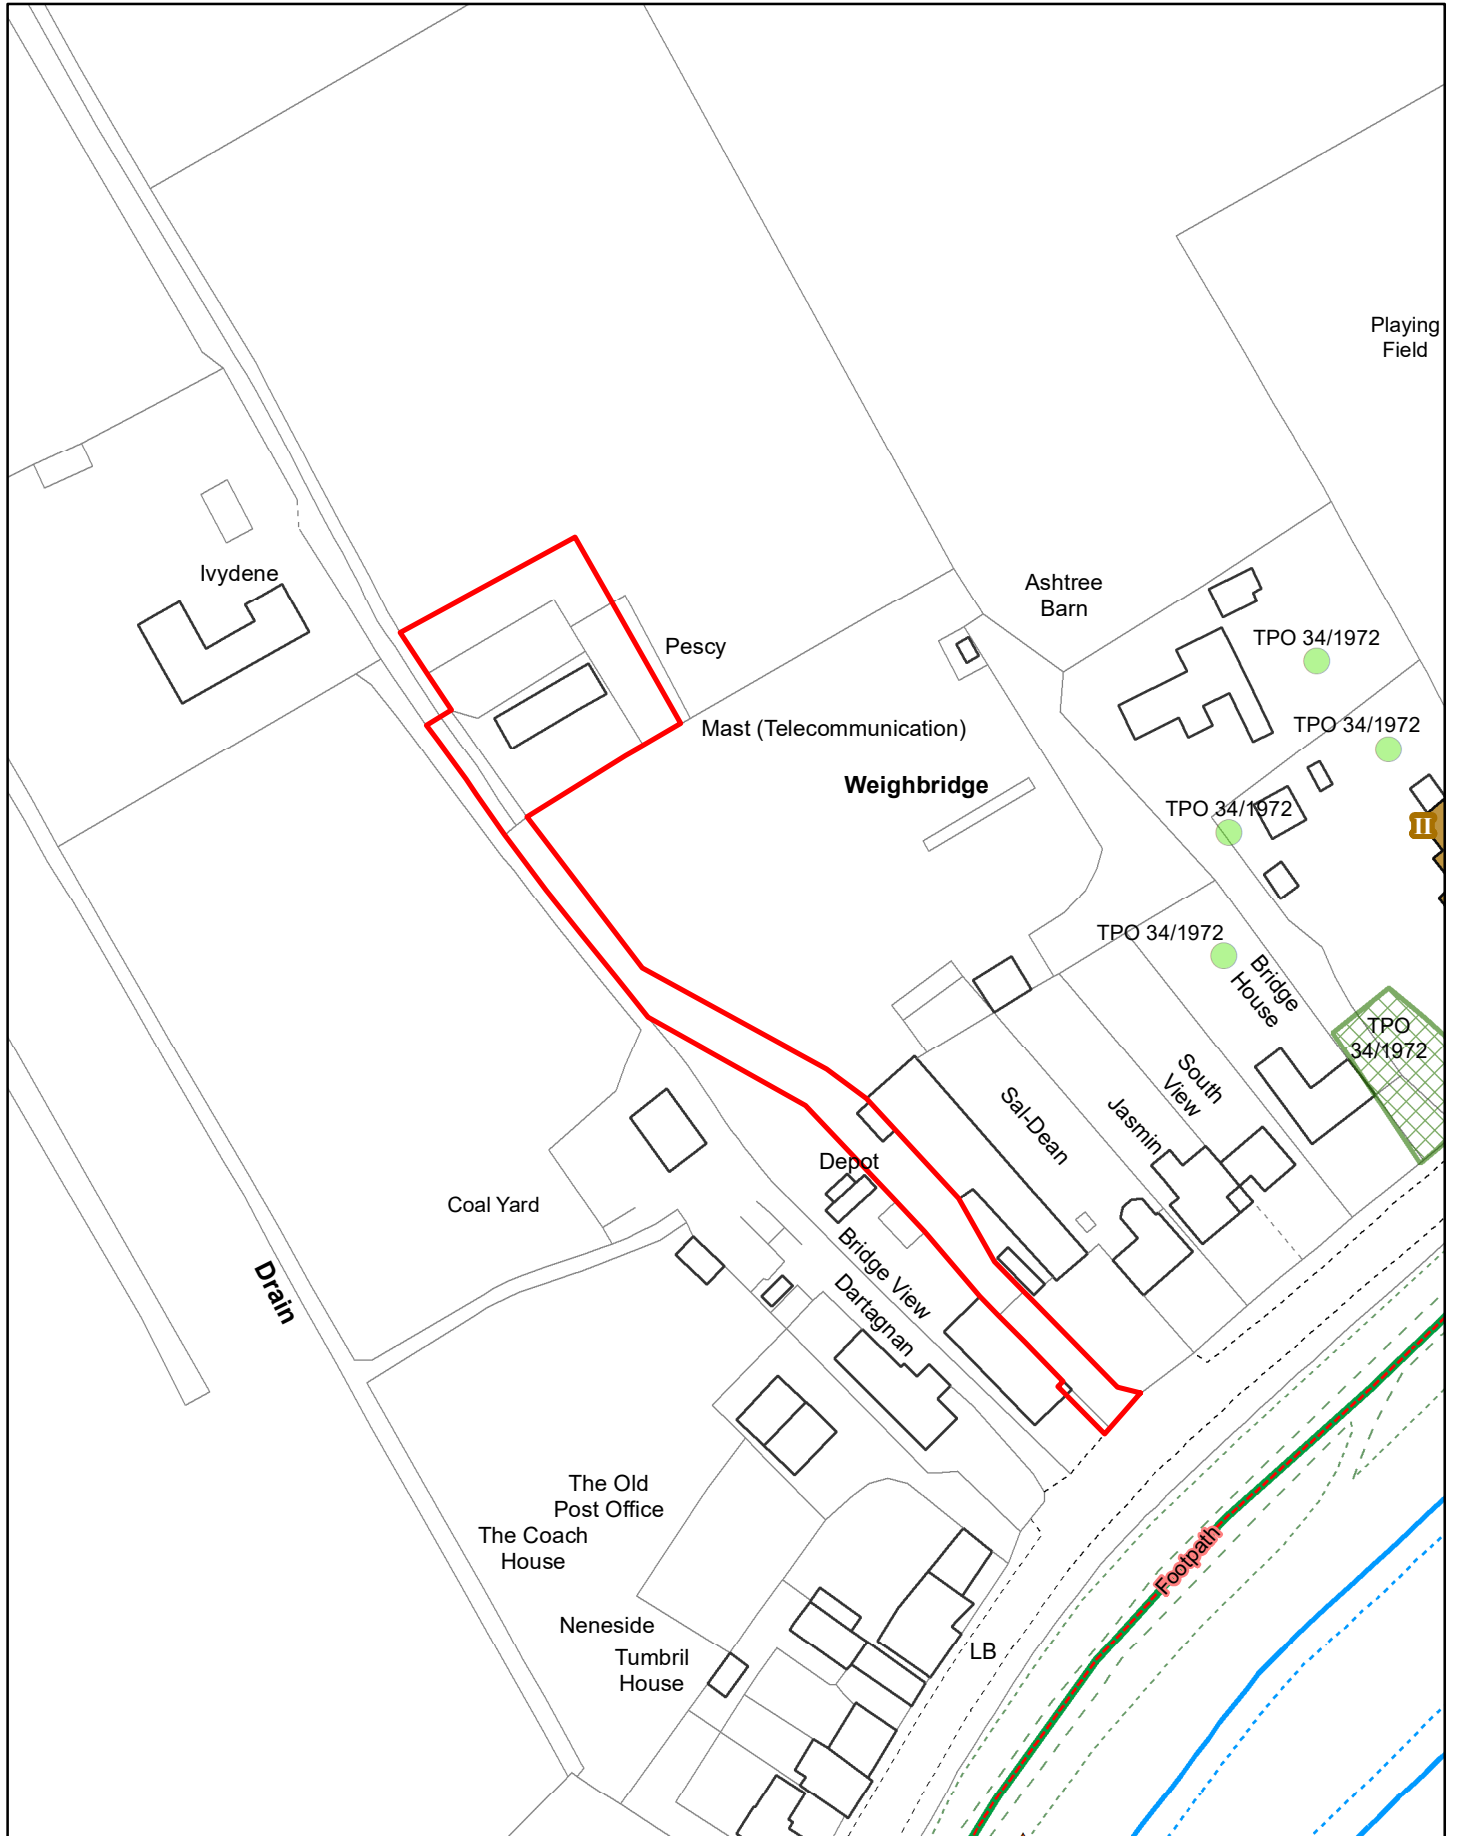 Playing
Field
Ivydene
Ashtree
Barn
TPO 34/1972
Pescy
TPO 34/1972
Mast (Telecommunication)
Weighbridge
TPO 34/1972
II
TPO 34/1972
Bridge
House
TPO
34/1972
South
View
Jasmin
Sal-Dean
Depot
Coal Yard
Bridge View
Dartagnan
Drain
The Old
Post Office
The Coach
House
Footpath
Neneside
LB
Tumbril
House